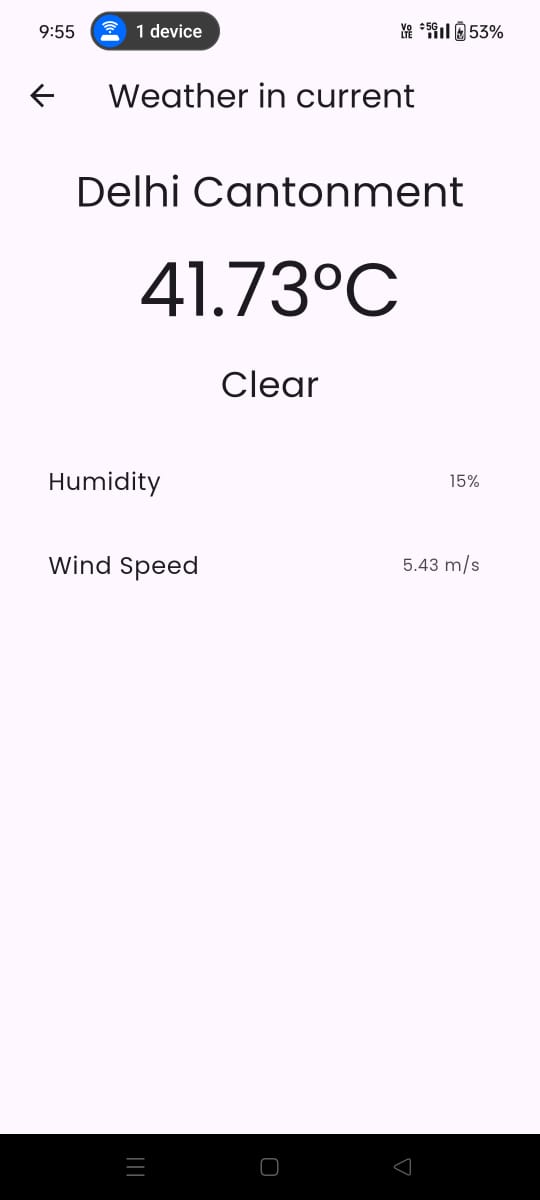 9:55 1 device Vo LTE 5G 53%
Weather in current
Delhi Cantonment
41.73°C
Clear
Humidity 15%
Wind Speed 5.43 m/s